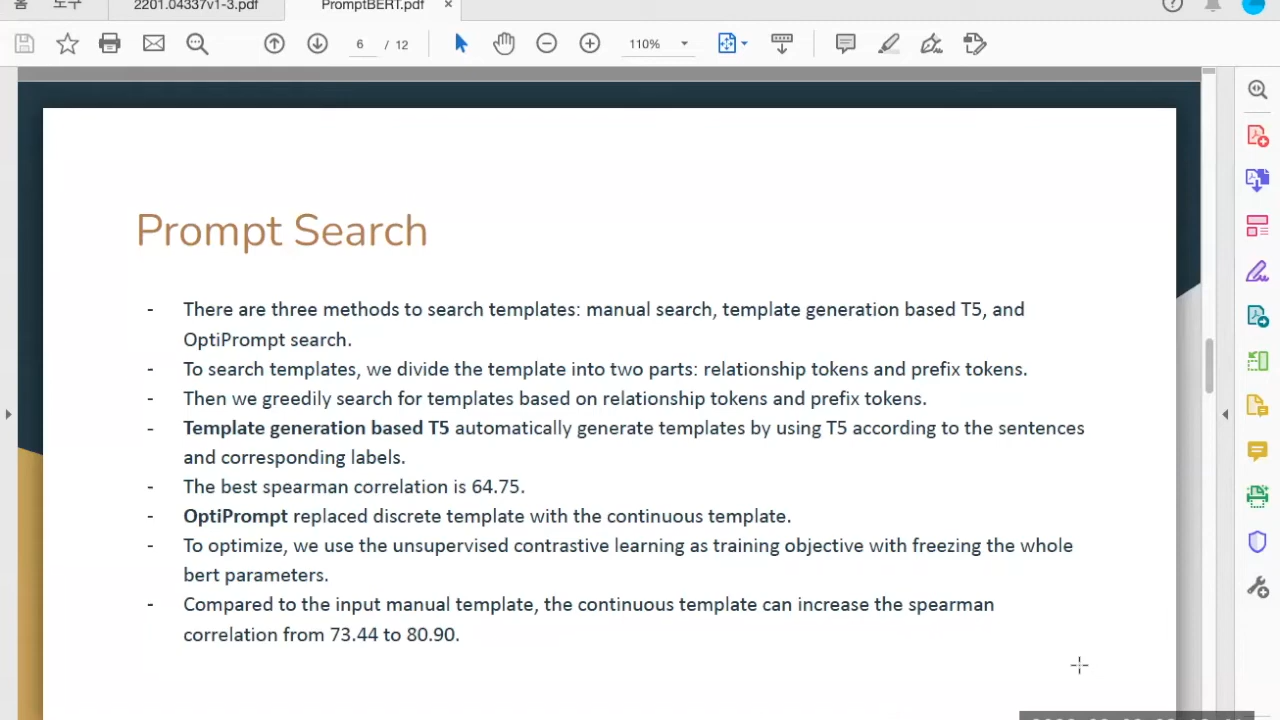 홈
도구
2201.04337v1-3.pdf
PromptBERT.pdf
6 / 12
110%
Prompt Search
- There are three methods to search templates: manual search, template generation based T5, and
OptiPrompt search.
- To search templates, we divide the template into two parts: relationship tokens and prefix tokens.
- Then we greedily search for templates based on relationship tokens and prefix tokens.
- Template generation based T5 automatically generate templates by using T5 according to the sentences
and corresponding labels.
- The best spearman correlation is 64.75.
- OptiPrompt replaced discrete template with the continuous template.
- To optimize, we use the unsupervised contrastive learning as training objective with freezing the whole
bert parameters.
- Compared to the input manual template, the continuous template can increase the spearman
correlation from 73.44 to 80.90.